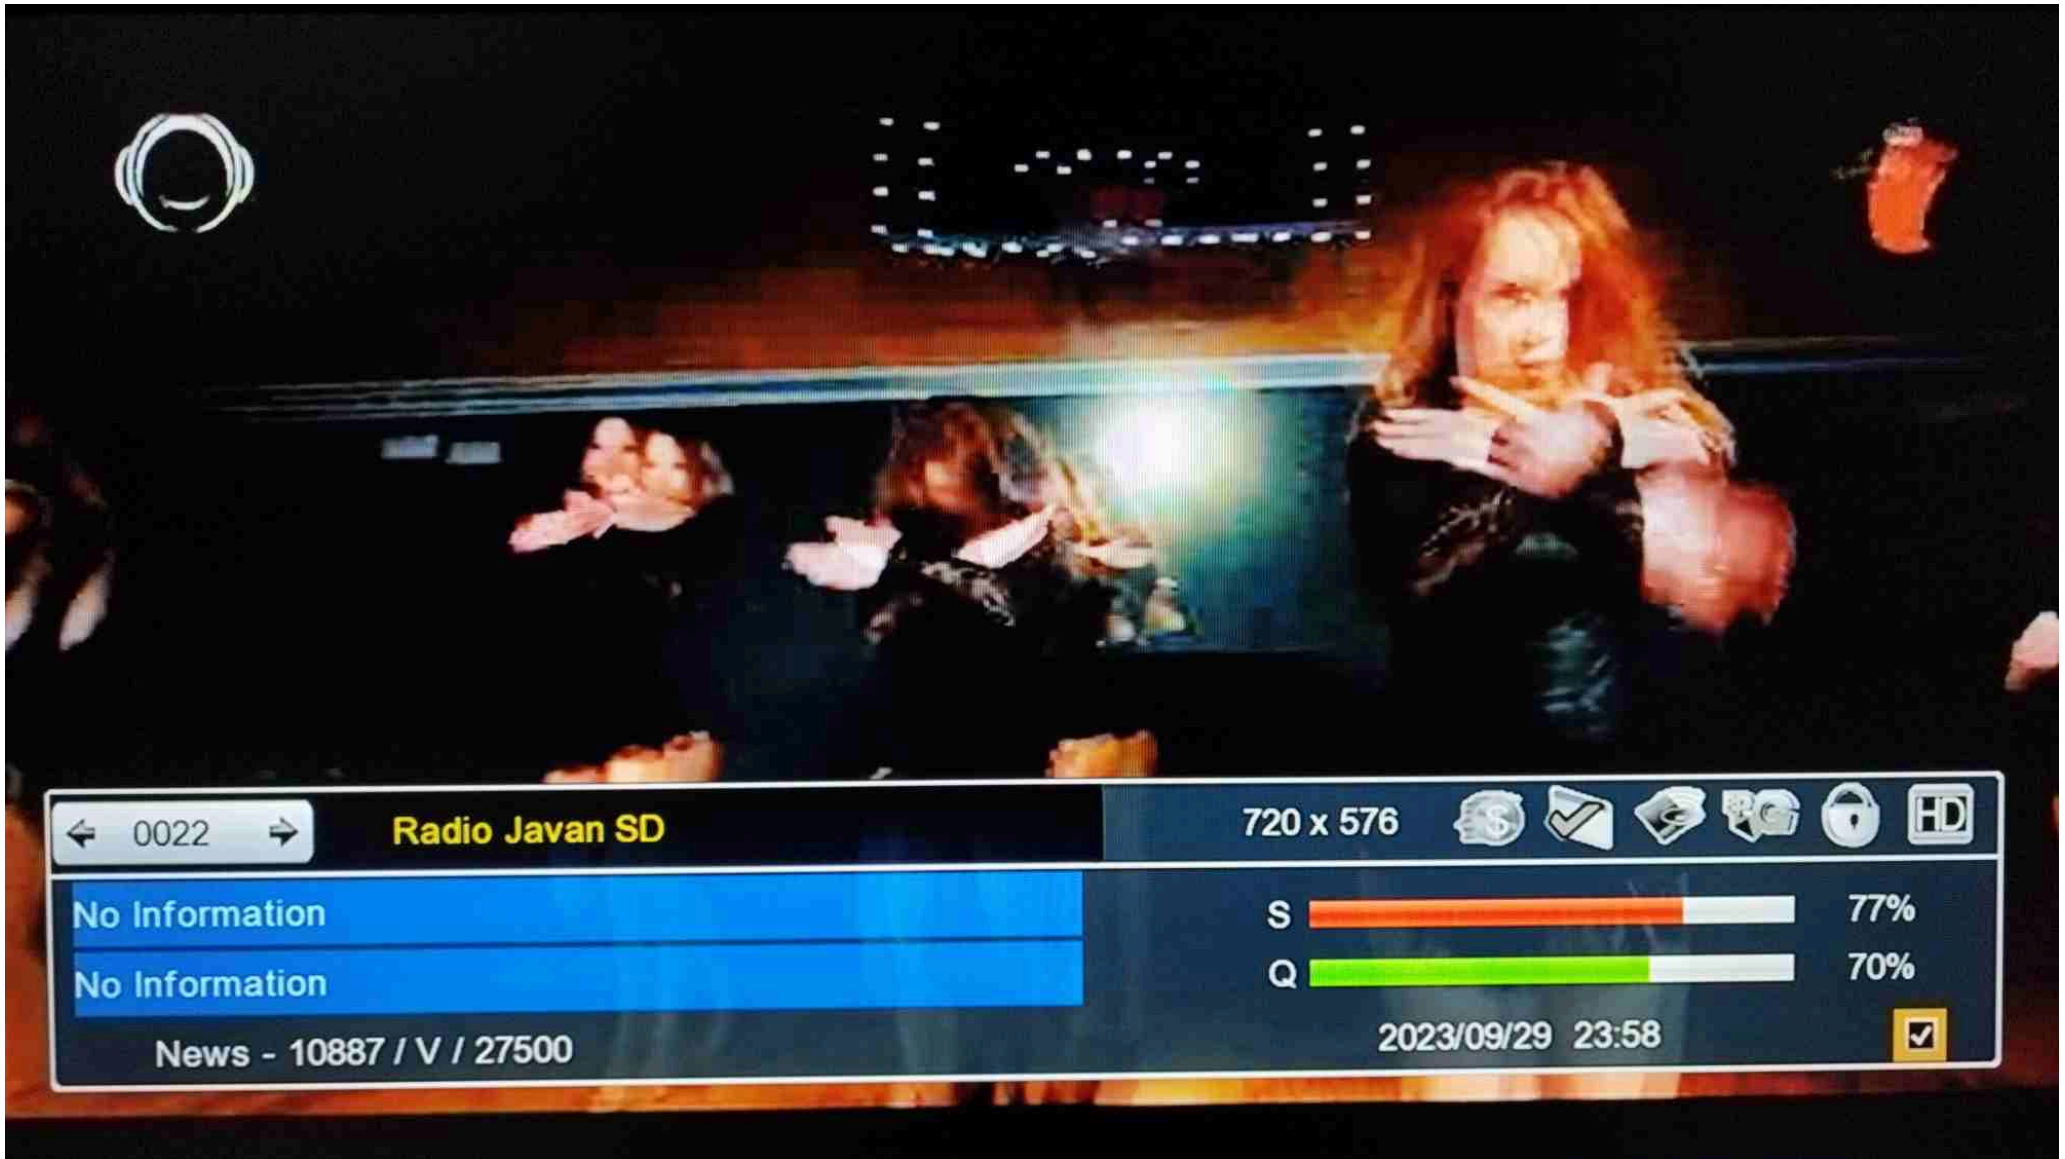 0022
Radio Javan SD
720 x 576
HD
No Information
S 77%
No Information
Q 70%
News - 10887 / V / 27500
2023/09/29 23:58